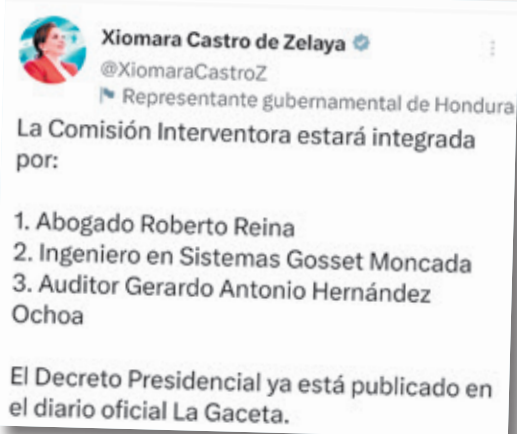 Xiomara Castro de Zelaya
@XiomaraCastroZ
Representante gubernamental de Hondura
La Comisión Interventora estará integrada
por:
1. Abogado Roberto Reina
2. Ingeniero en Sistemas Gosset Moncada
3. Auditor Gerardo Antonio Hernández
Ochoa
El Decreto Presidencial ya está publicado en
el diario oficial La Gaceta.